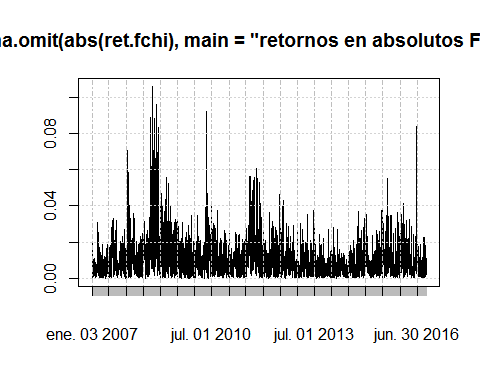 na.omit(abs(ret.fchi), main = "retornos en absolutos F
0.08
0.04
0.00
ene. 03 2007 jul. 01 2010 jul. 01 2013 jun. 30 2016